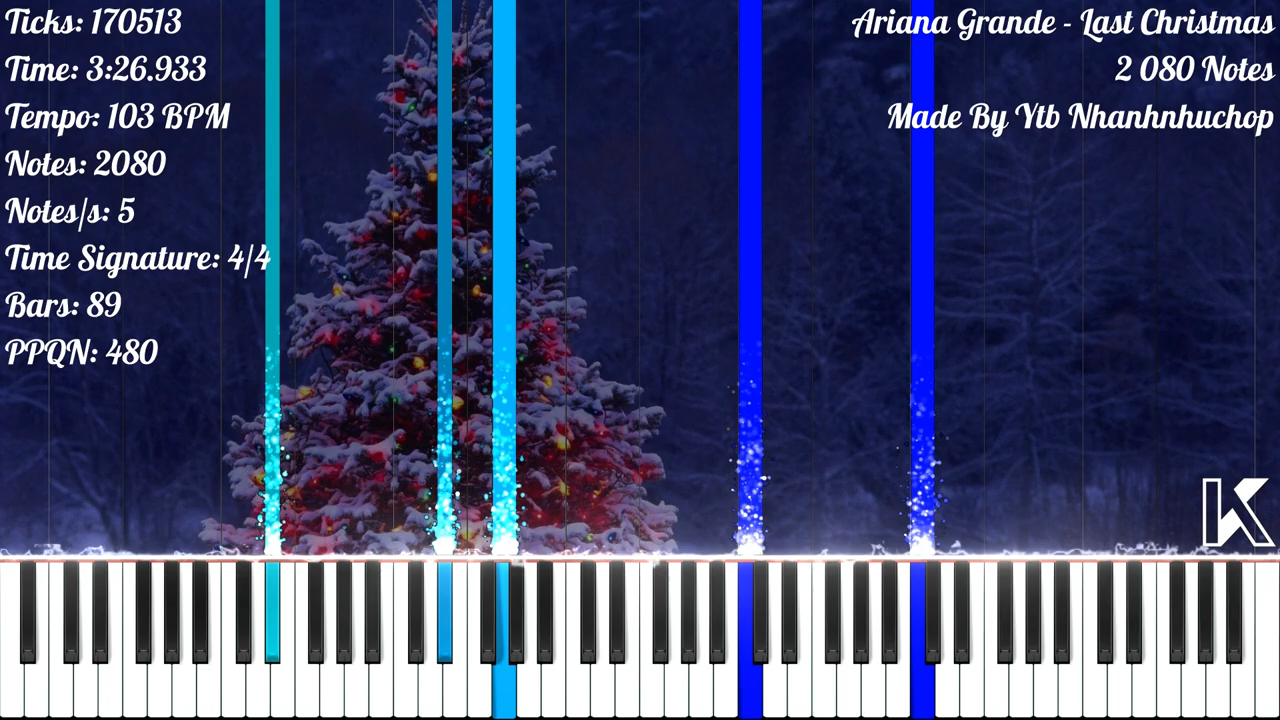 Ticks: 170513
Time: 3:26.933
Tempo: 103 BPM
Notes: 2080
Notes/s: 5
Time Signature: 4/4
Bars: 89
PPQN: 480
Ariana Grande - Last Christmas
2 080 Notes
Made By Ytb Nhanhnhuchop
K